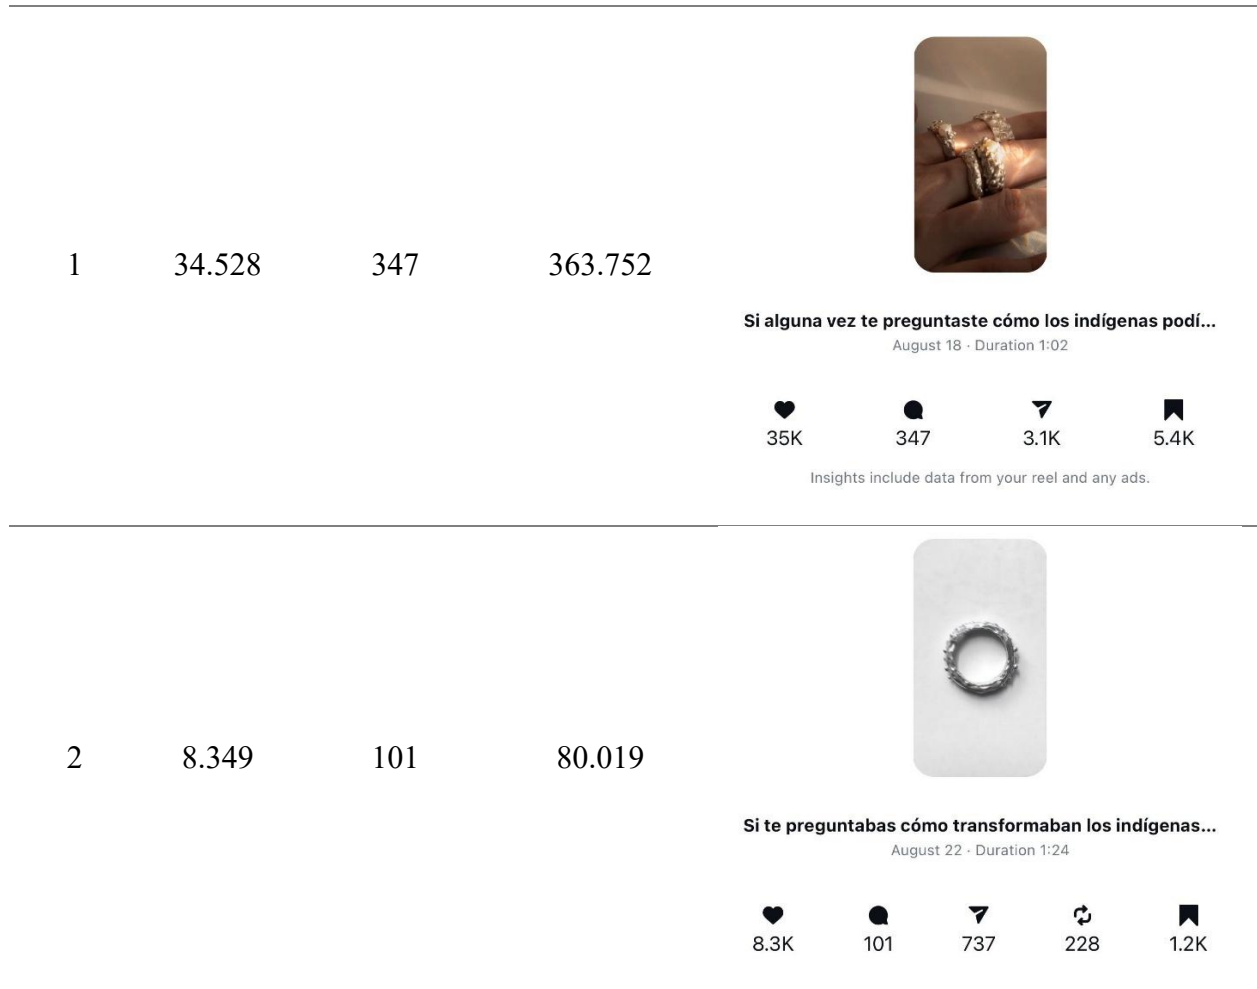 1 34.528 347 363.752
Si alguna vez te preguntaste cómo los indígenas podí...
August 18 · Duration 1:02
35K 347 3.1K 5.4K
Insights include data from your reel and any ads.
2 8.349 101 80.019
Si te preguntabas cómo transformaban los indígenas...
August 22 · Duration 1:24
8.3K 101 737 228 1.2K